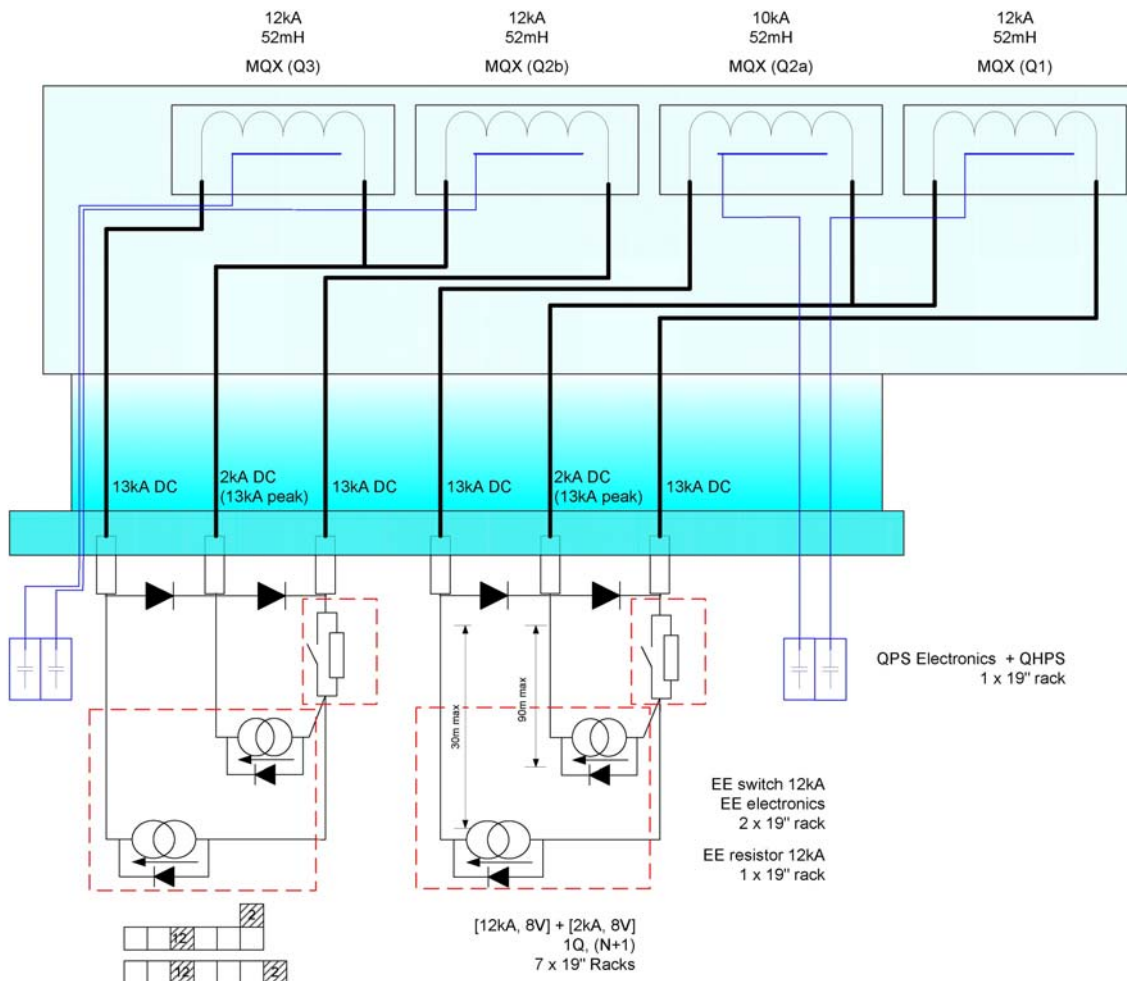 12kA
52mH
MQX (Q3)
12kA
52mH
MQX (Q2b)
10kA
52mH
MQX (Q2a)
12kA
52mH
MQX (Q1)
13kA DC
2kA DC
(13kA peak)
13kA DC
13kA DC
2kA DC
(13kA peak)
13kA DC
30m max
90m max
QPS Electronics + QHPS
1 x 19" rack
EE switch 12kA
EE electronics
2 x 19" rack
EE resistor 12kA
1 x 19" rack
[12kA, 8V] + [2kA, 8V]
1Q, (N+1)
7 x 19" Racks
2
12
12
2